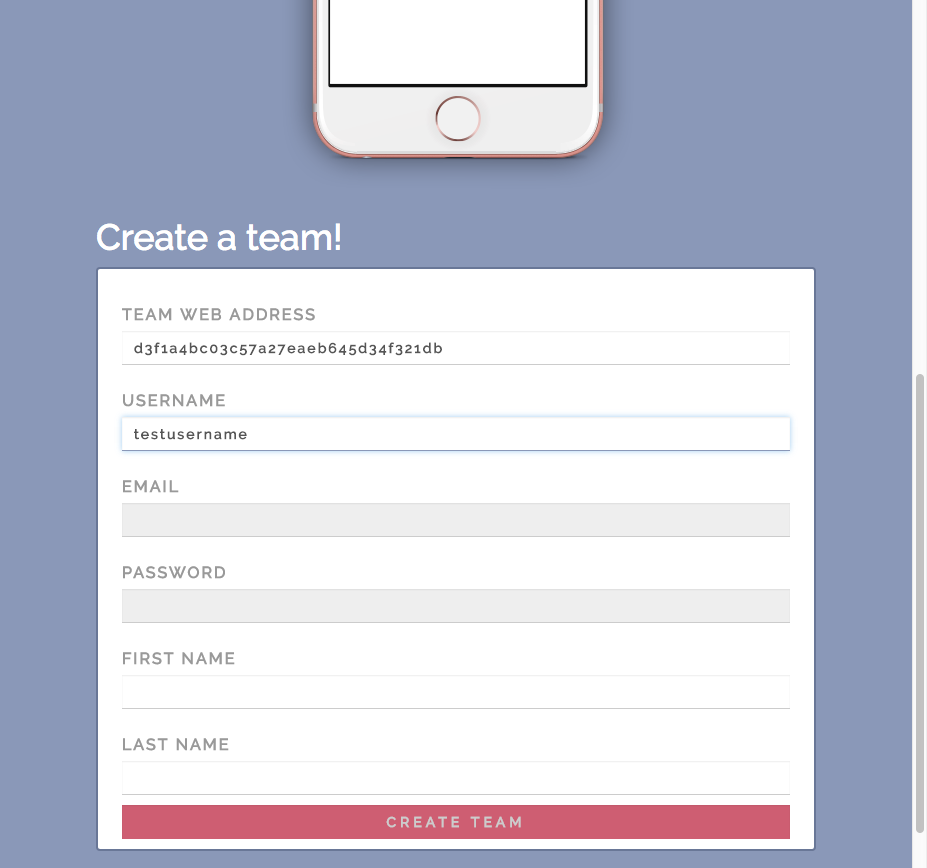 Create a team!
TEAM WEB ADDRESS
d3f1a4bc03c57a27eaeb645d34f321db
USERNAME
testusername
EMAIL
PASSWORD
FIRST NAME
LAST NAME
CREATE TEAM